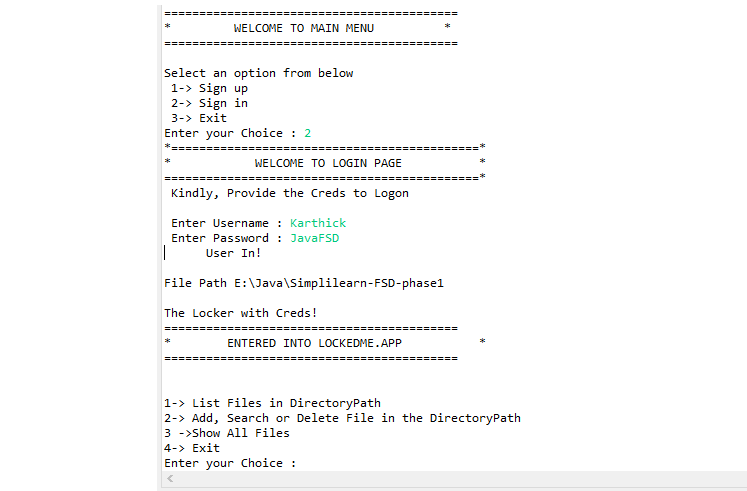 ==========================================
*         WELCOME TO MAIN MENU          *
==========================================
Select an option from below
1-> Sign up
2-> Sign in
3-> Exit
Enter your Choice : 2
*============================================*
*            WELCOME TO LOGIN PAGE           *
=============================================*
Kindly, Provide the Creds to Logon
Enter Username : Karthick
Enter Password : JavaFSD
User In!
File Path E:\Java\Simplilearn-FSD-phase1
The Locker with Creds!
==========================================
*        ENTERED INTO LOCKEDME.APP           *
==========================================
1-> List Files in DirectoryPath
2-> Add, Search or Delete File in the DirectoryPath
3 ->Show All Files
4-> Exit
Enter your Choice :